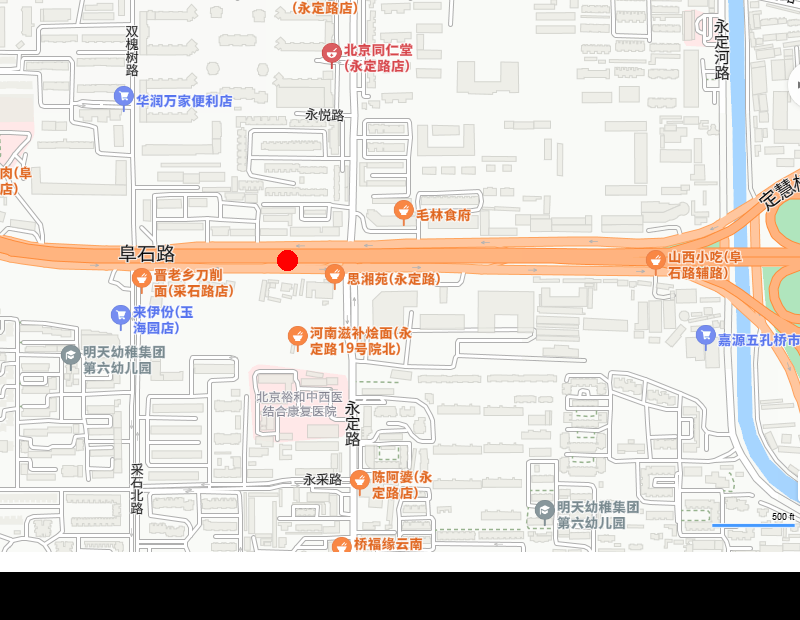 (永定路店)
双槐树路
永定河路
北京同仁堂
(永定路店)
华润万家便利店
永悦路
肉(阜
店)
定慧桥
毛林食府
阜石路
山西小吃(阜
石路辅路)
晋老乡刀削
面(采石路店)
思湘苑(永定路)
来伊份(玉
海园店)
河南滋补烩面(永
定路19号院北)
嘉源五孔桥市
明天幼稚集团
第六幼儿园
北京裕和中西医
结合康复医院
永定路
采石北路
永采路
陈阿婆(永
定路店)
明天幼稚集团
第六幼儿园
500 ft
桥福缘云南